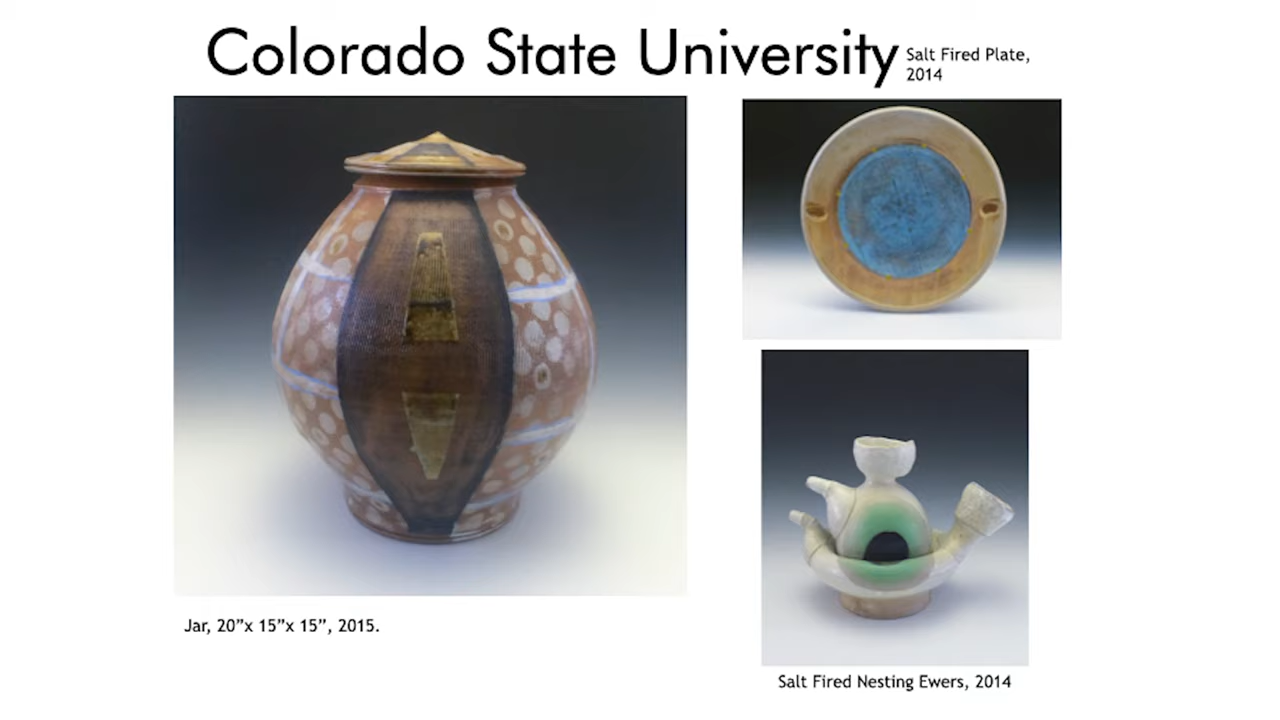 Colorado State University
Salt Fired Plate,
2014
Jar, 20”x 15”x 15”, 2015.
Salt Fired Nesting Ewers, 2014